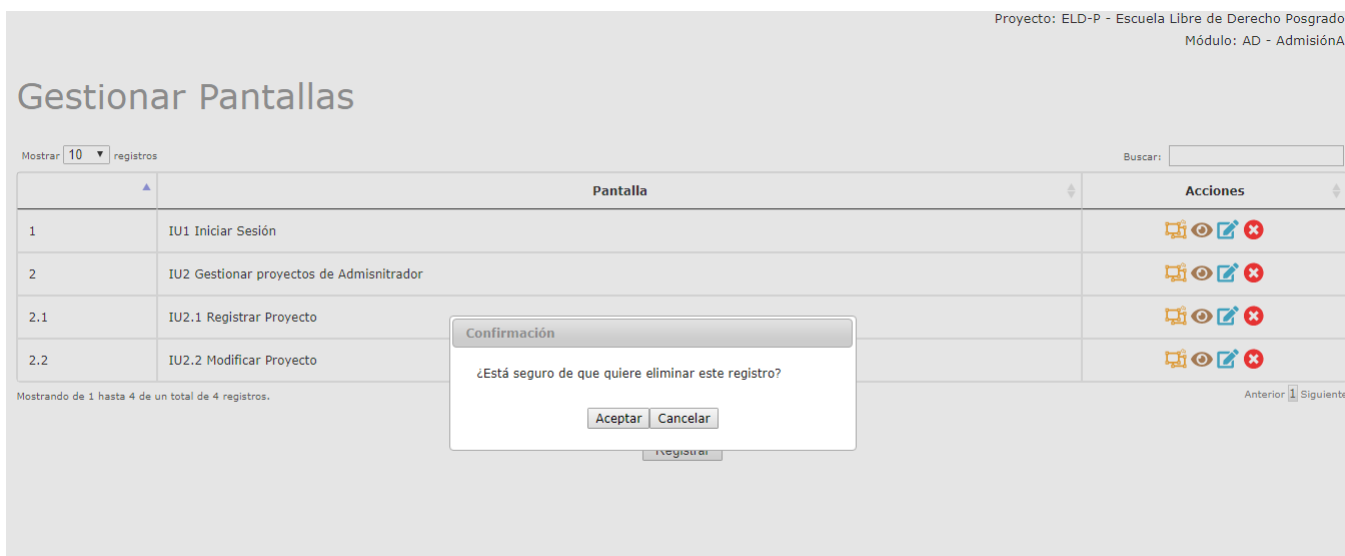 Proyecto: ELD-P - Escuela Libre de Derecho Posgrado
Módulo: AD - AdmisiónA
Gestionar Pantallas
Mostrar 10 registros
Buscar:
Pantalla Acciones
1 IU1 Iniciar Sesión
2 IU2 Gestionar proyectos de Admisnitrador
2.1 IU2.1 Registrar Proyecto
2.2 IU2.2 Modificar Proyecto
Confirmación
¿Está seguro de que quiere eliminar este registro?
Aceptar Cancelar
Mostrando de 1 hasta 4 de un total de 4 registros.
Anterior 1 Siguiente
Registrar